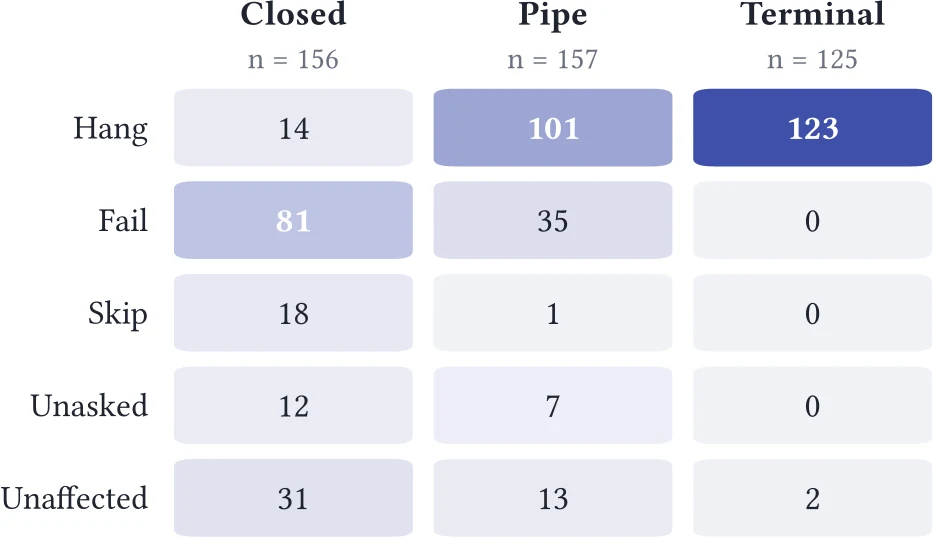 Closed Pipe Terminal
n = 156 n = 157 n = 125
Hang 14 101 123
Fail 81 35 0
Skip 18 1 0
Unasked 12 7 0
Unaffected 31 13 2